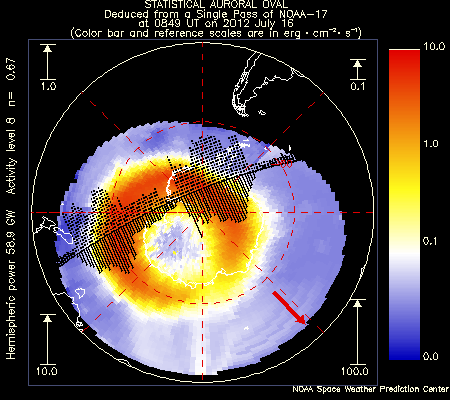 STATISTICAL AURORAL OVAL
Deduced from a Single Pass of NOAA-17
at 0849 UT on 2012 July 16
(Color bar and reference scales are in erg · cm⁻² · s⁻¹)
Hemispheric power 58.9 GW   Activity level 8   n= 0.67
1.0
0.1
10.0
100.0
10.0
1.0
0.1
0.0
NOAA Space Weather Prediction Center